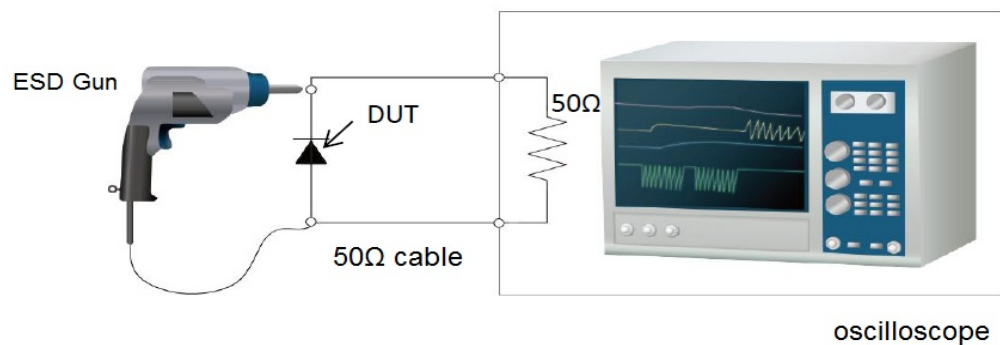 ESD Gun
DUT
50Ω
50Ω cable
oscilloscope